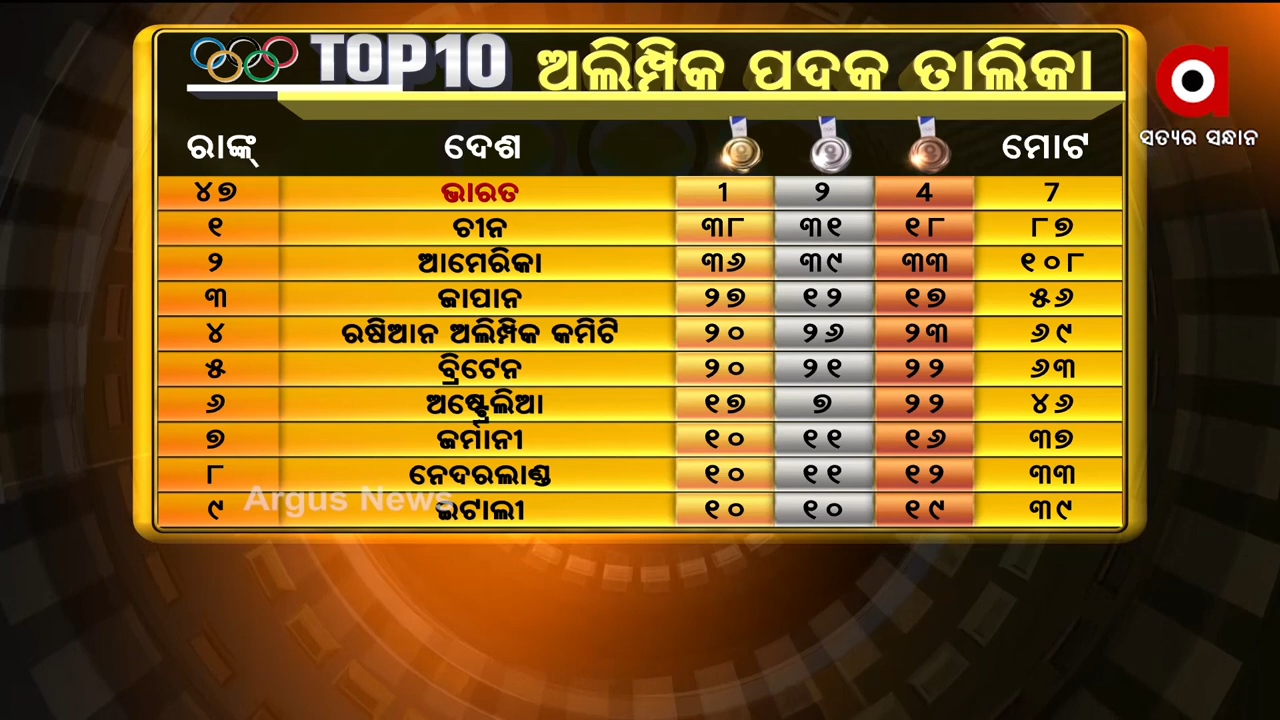 TOP10 ଅଲିମ୍ପିକ ପଦକ ତାଲିକା
ସତ୍ୟର ସନ୍ଧାନ
ରାଙ୍କ୍ ଦେଶ ମୋଟ
୪୭ ଭାରତ 1 ୨ 4 7
୧ ଚୀନ ୩୮ ୩୧ ୧୮ ୮୭
୨ ଆମେରିକା ୩୬ ୩୯ ୩୩ ୧୦୮
୩ ଜାପାନ ୨୭ ୧୨ ୧୭ ୫୬
୪ ଋଷିଆନ ଅଲିମ୍ପିକ କମିଟି ୨୦ ୨୬ ୨୩ ୬୯
୫ ବ୍ରିଟେନ ୨୦ ୨୧ ୨୨ ୬୩
୬ ଅଷ୍ଟ୍ରେଲିଆ ୧୭ ୭ ୨୨ ୪୬
୭ ଜର୍ମାନୀ ୧୦ ୧୧ ୧୬ ୩୭
୮ ନେଦରଲାଣ୍ଡ ୧୦ ୧୧ ୧୨ ୩୩
୯ ଇଟାଲୀ ୧୦ ୧୦ ୧୯ ୩୯
Argus News